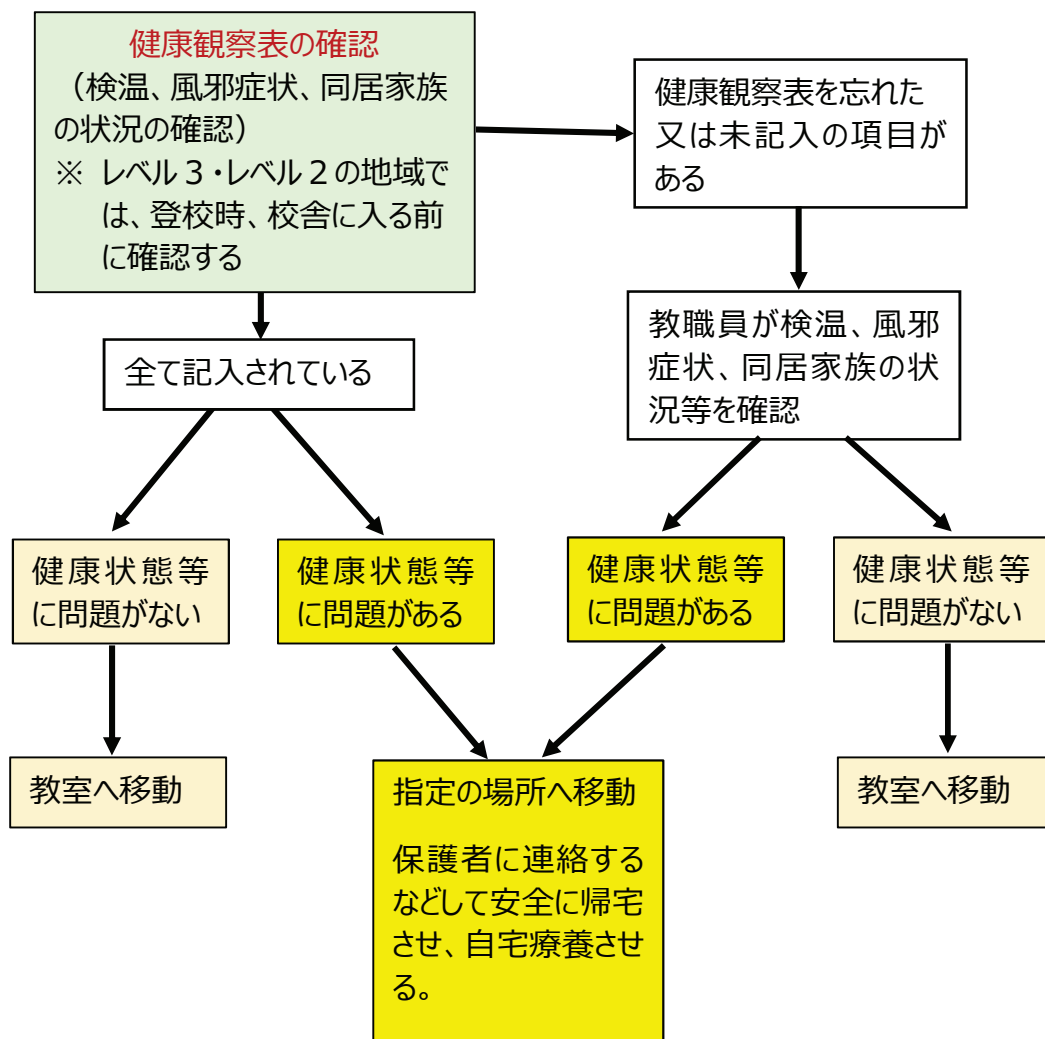 健康観察表の確認
（検温、風邪症状、同居家族
の状況の確認）
※ レベル３・レベル２の地域で
は、登校時、校舎に入る前
に確認する
健康観察表を忘れた
又は未記入の項目が
ある
全て記入されている
教職員が検温、風邪
症状、同居家族の状
況等を確認
健康状態等
に問題がない
健康状態等
に問題がある
健康状態等
に問題がある
健康状態等
に問題がない
教室へ移動
指定の場所へ移動
保護者に連絡する
などして安全に帰宅
させ、自宅療養させ
る。
教室へ移動